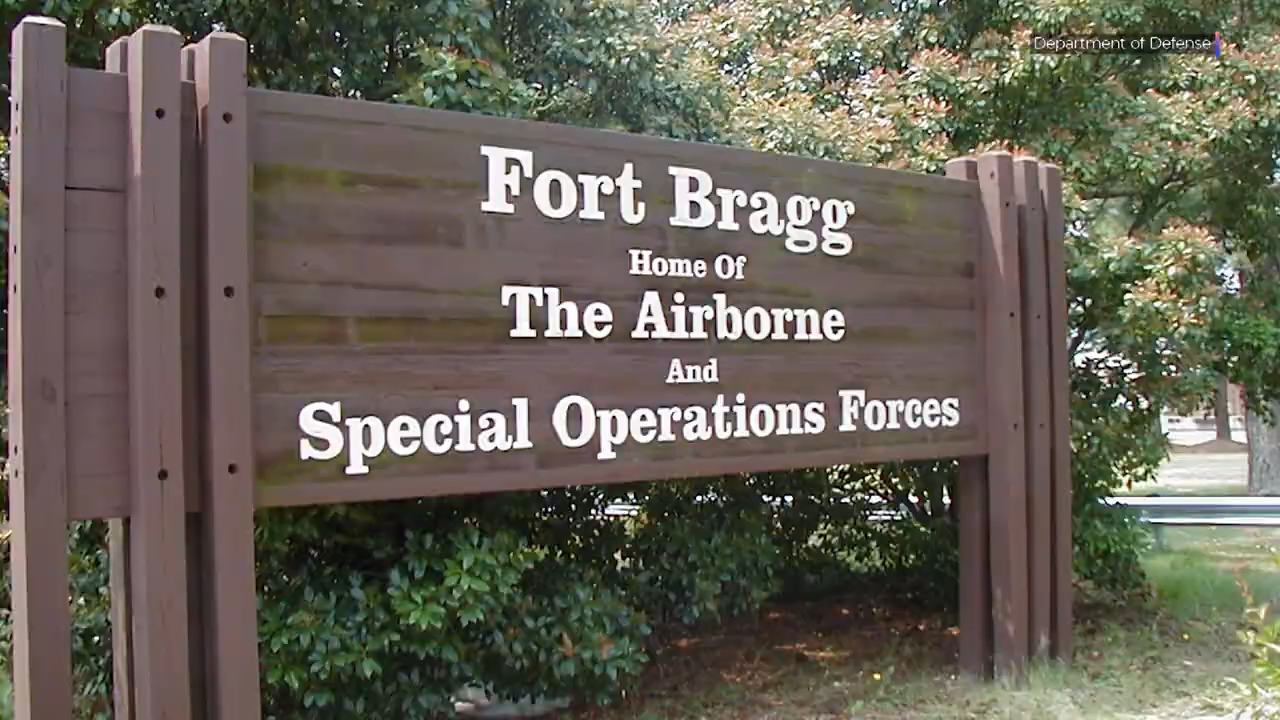 Department of Defense
Fort Bragg
Home Of
The Airborne
And
Special Operations Forces